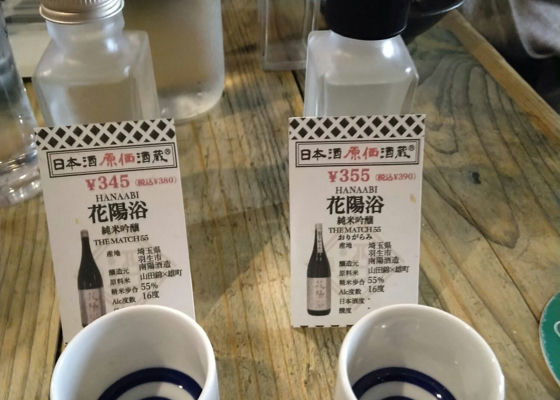 日本酒原価酒蔵®
¥345 (税込¥380)
HANAABI
花陽浴
純米吟醸
THE MATCH 55
産地 埼玉県
羽生市
醸造元 南陽酒造
原料米 山田錦×雄町
精米歩合 55%
Alc度数 16度
日本酒原価酒蔵®
¥355 (税込¥390)
HANAABI
花陽浴
純米吟醸
THE MATCH 55
おりがらみ
産地 埼玉県
羽生市
醸造元 南陽酒造
原料米 山田錦×雄町
精米歩合 55%
Alc度数 16度
日本酒度 -
酸度 -